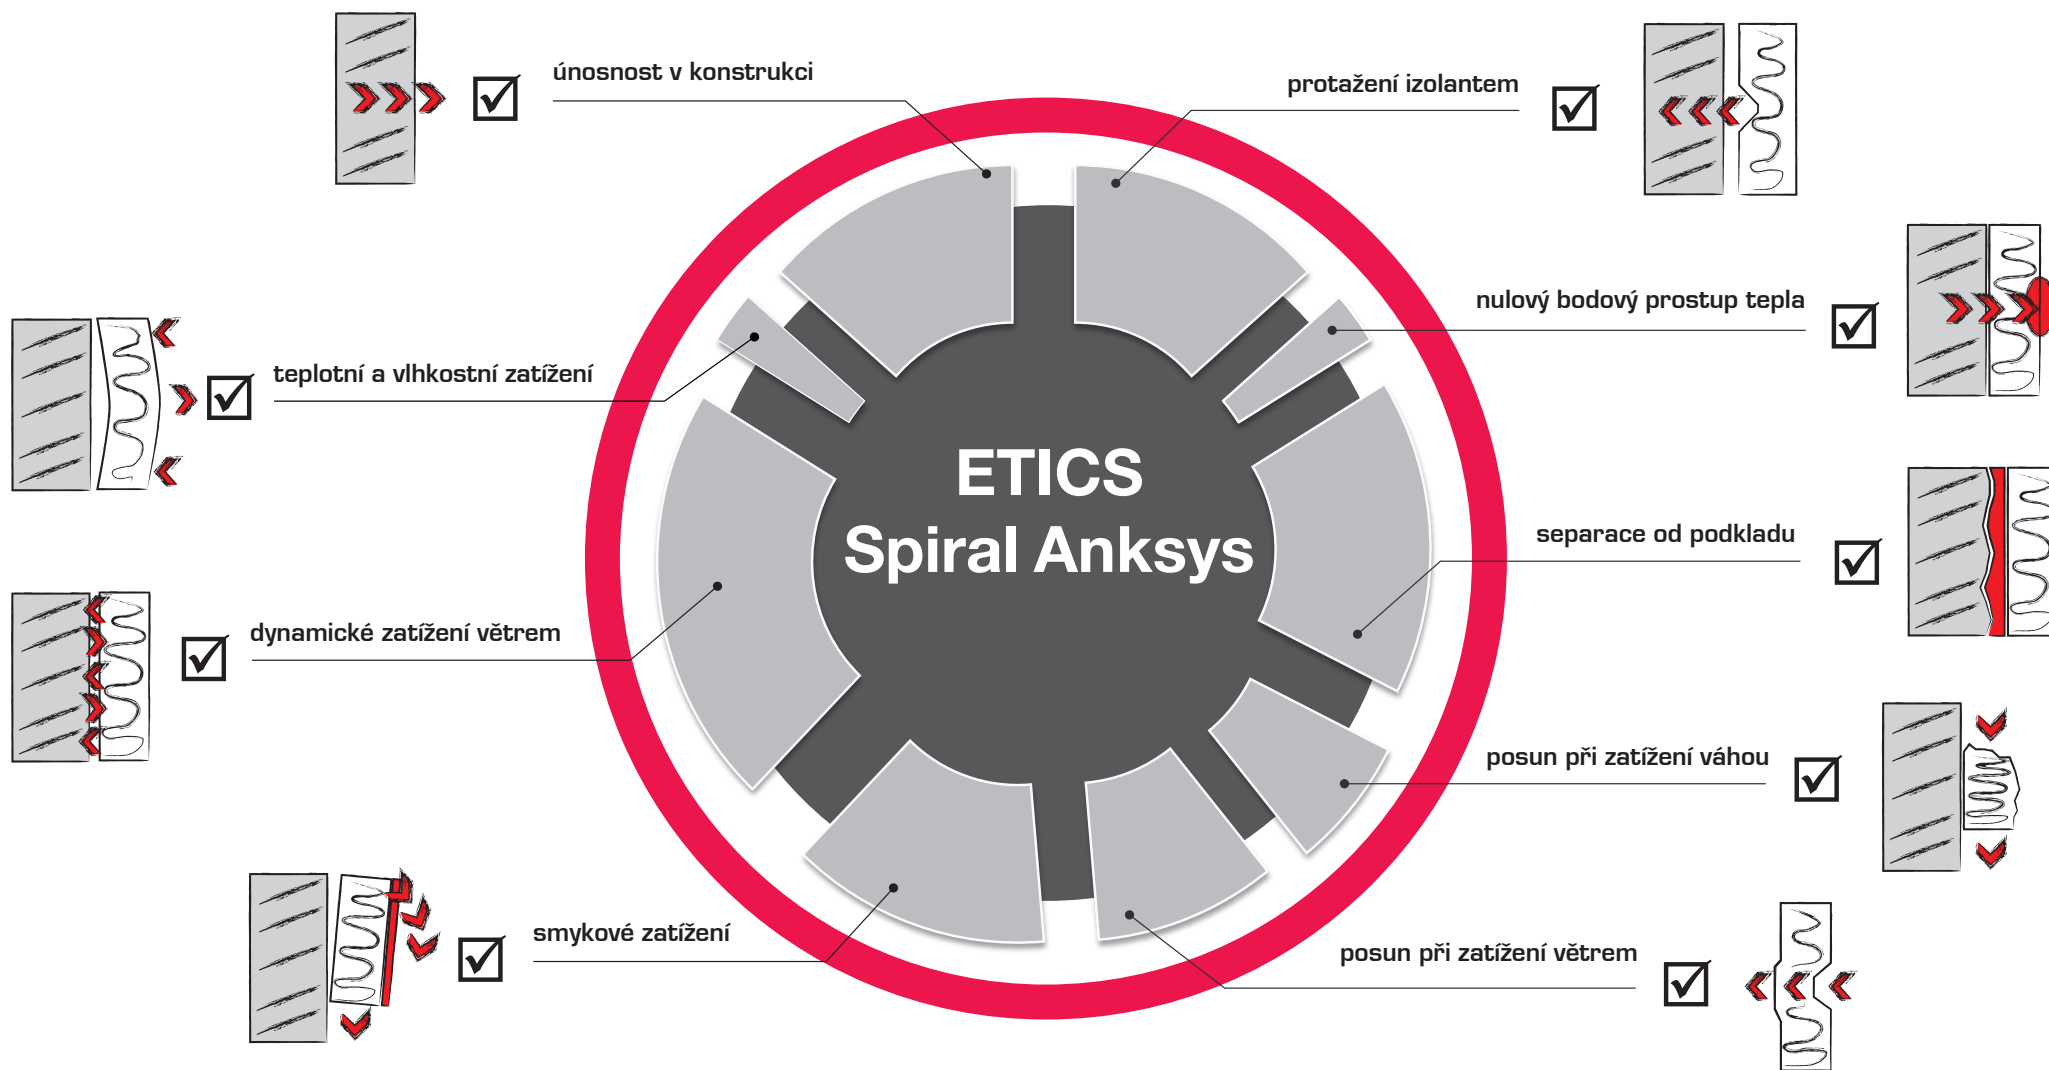 únosnost v konstrukci
protažení izolantem
nulový bodový prostup tepla
teplotní a vlhkostní zatížení
ETICS
Spiral Anksys
separace od podkladu
dynamické zatížení větrem
posun při zatížení váhou
smykové zatížení
posun při zatížení větrem